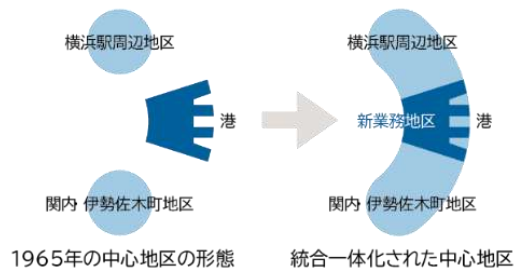 横浜駅周辺地区
港
関内・伊勢佐木町地区
1965年の中心地区の形態
横浜駅周辺地区
新業務地区
港
関内・伊勢佐木町地区
統合一体化された中心地区